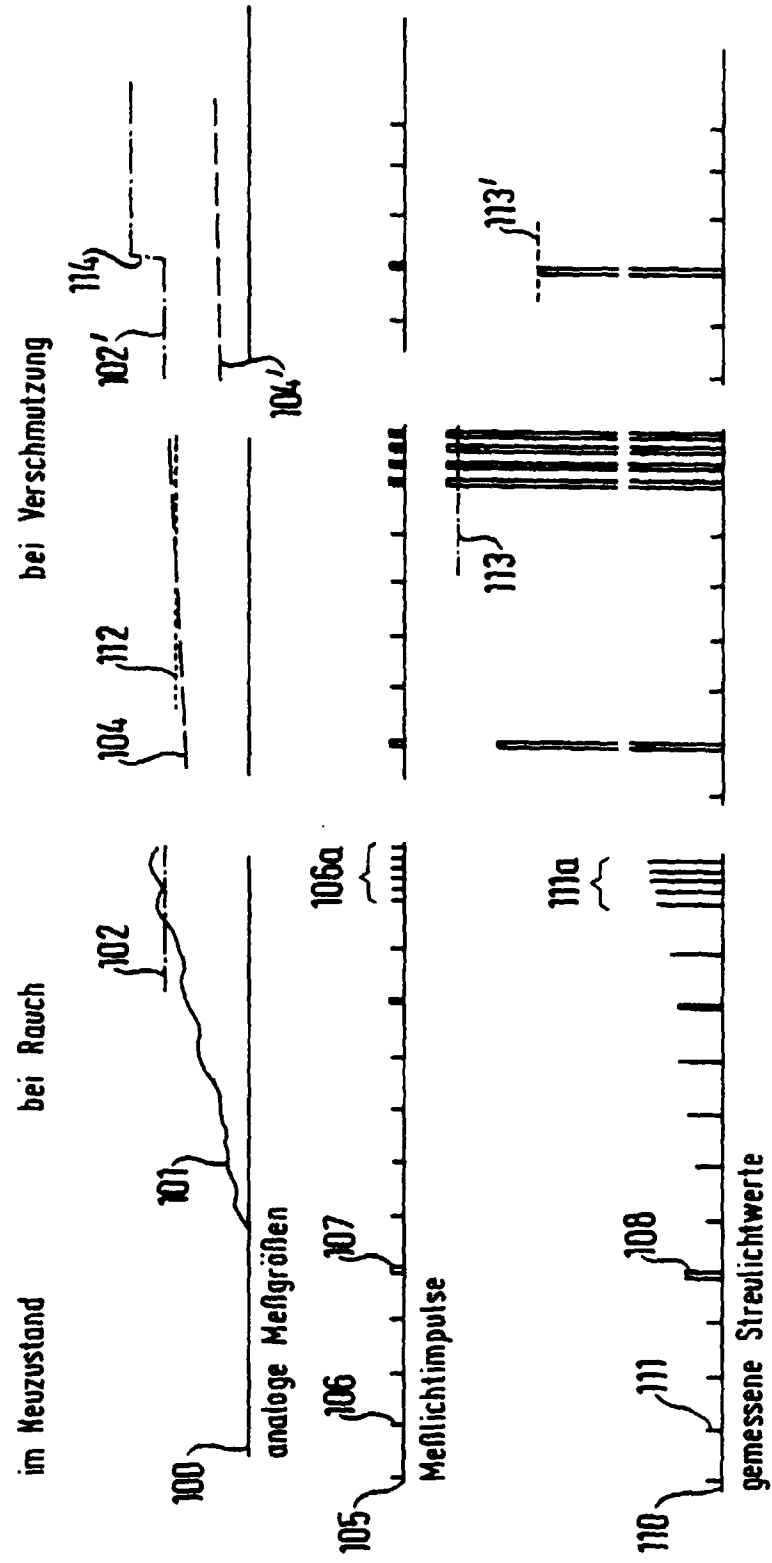 im Neuzustand
bei Rauch
bei Verschmutzung
100
101
102
104
112
102'
114
104'
analoge Meßgrößen
105
106
107
106a
Meßlichtimpulse
110
111
108
111a
113
113'
gemessene Streulichtwerte